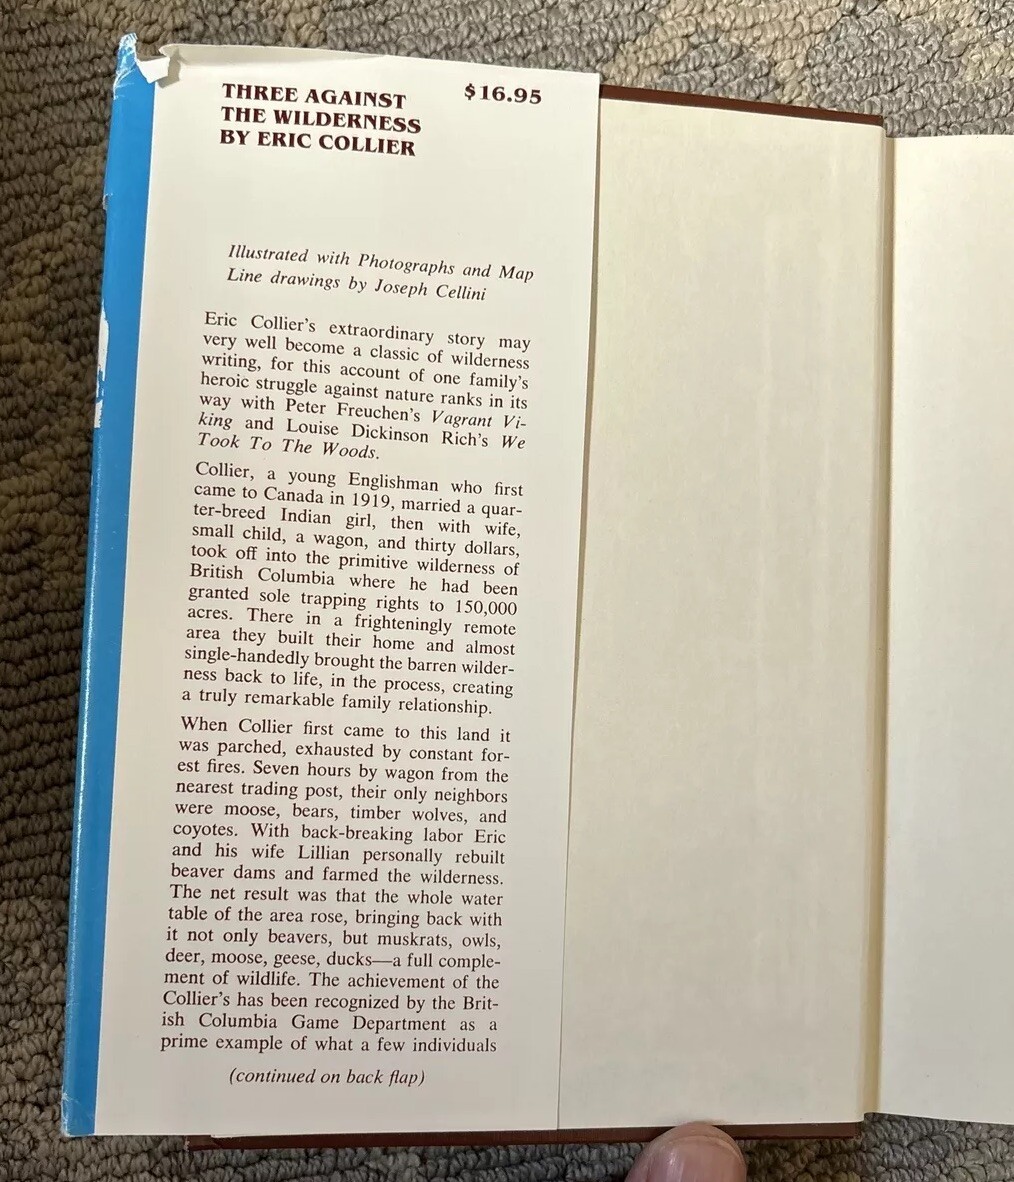 THREE AGAINST
THE WILDERNESS
BY ERIC COLLIER
$16.95
Illustrated with Photographs and Map
Line drawings by Joseph Cellini
Eric Collier's extraordinary story may
very well become a classic of wilderness
writing, for this account of one family's
heroic struggle against nature ranks in its
way with Peter Freuchen's Vagrant Vi-
king and Louise Dickinson Rich's We
Took To The Woods.
Collier, a young Englishman who first
came to Canada in 1919, married a quar-
ter-breed Indian girl, then with wife,
small child, a wagon, and thirty dollars,
took off into the primitive wilderness of
British Columbia where he had been
granted sole trapping rights to 150,000
acres. There in a frighteningly remote
area they built their home and almost
single-handedly brought the barren wilder-
ness back to life, in the process, creating
a truly remarkable family relationship.
When Collier first came to this land it
was parched, exhausted by constant for-
est fires. Seven hours by wagon from the
nearest trading post, their only neighbors
were moose, bears, timber wolves, and
coyotes. With back-breaking labor Eric
and his wife Lillian personally rebuilt
beaver dams and farmed the wilderness.
The net result was that the whole water
table of the area rose, bringing back with
it not only beavers, but muskrats, owls,
deer, moose, geese, ducks—a full comple-
ment of wildlife. The achievement of the
Collier's has been recognized by the Brit-
ish Columbia Game Department as a
prime example of what a few individuals
(continued on back flap)